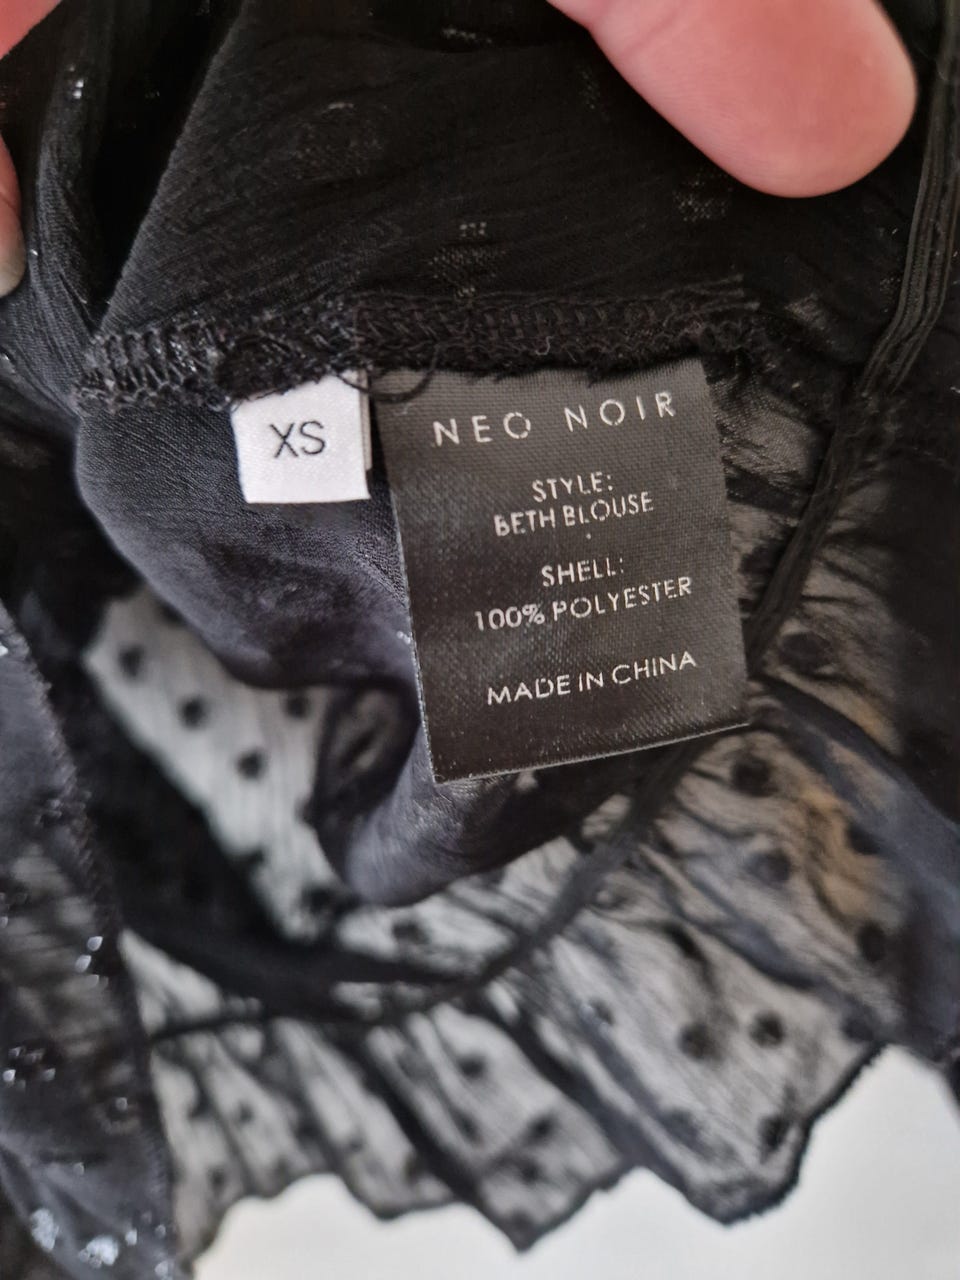 XS
NEO NOIR
STYLE:
BETH BLOUSE
SHELL:
100% POLYESTER
MADE IN CHINA